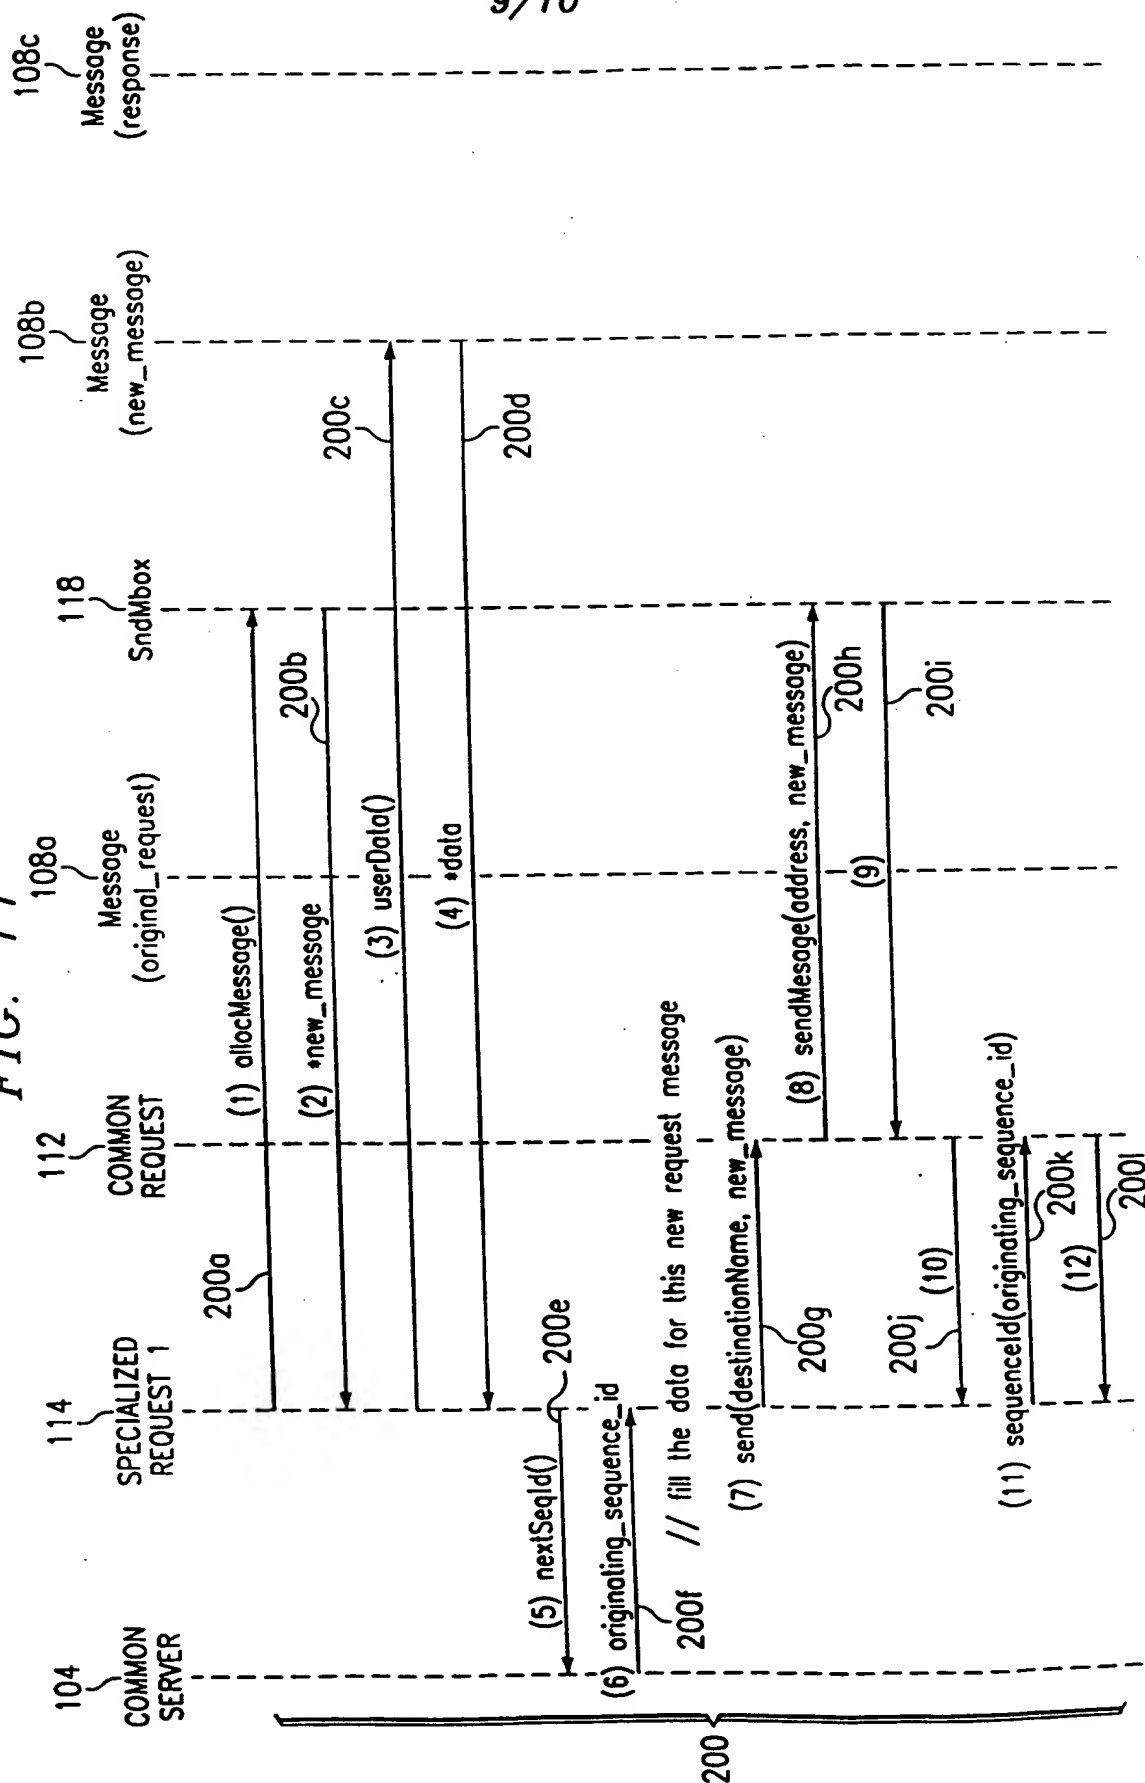 9/10
FIG. 11
104
COMMON
SERVER
114
SPECIALIZED
REQUEST 1
112
COMMON
REQUEST
108a
Message
(original_request)
118
SndMbox
108b
Message
(new_message)
108c
Message
(response)
200a
(1) allocMessage()
(2) *new_message
200b
(3) userData()
200c
(4) *data
200d
(5) nextSeqId()
200e
(6) originating_sequence_id
200f
// fill the data for this new request message
(7) send(destinationName, new_message)
200g
(8) sendMesage(address, new_message)
200h
(9)
200i
(10)
200j
(11) sequenceId(originating_sequence_id)
200k
(12)
200l
200